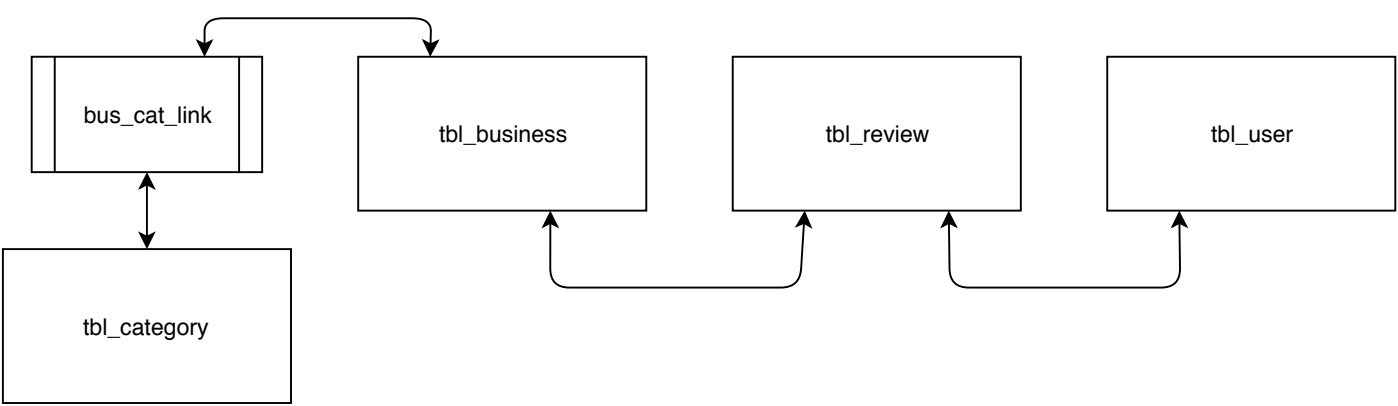 bus_cat_link
tbl_business
tbl_review
tbl_user
tbl_category